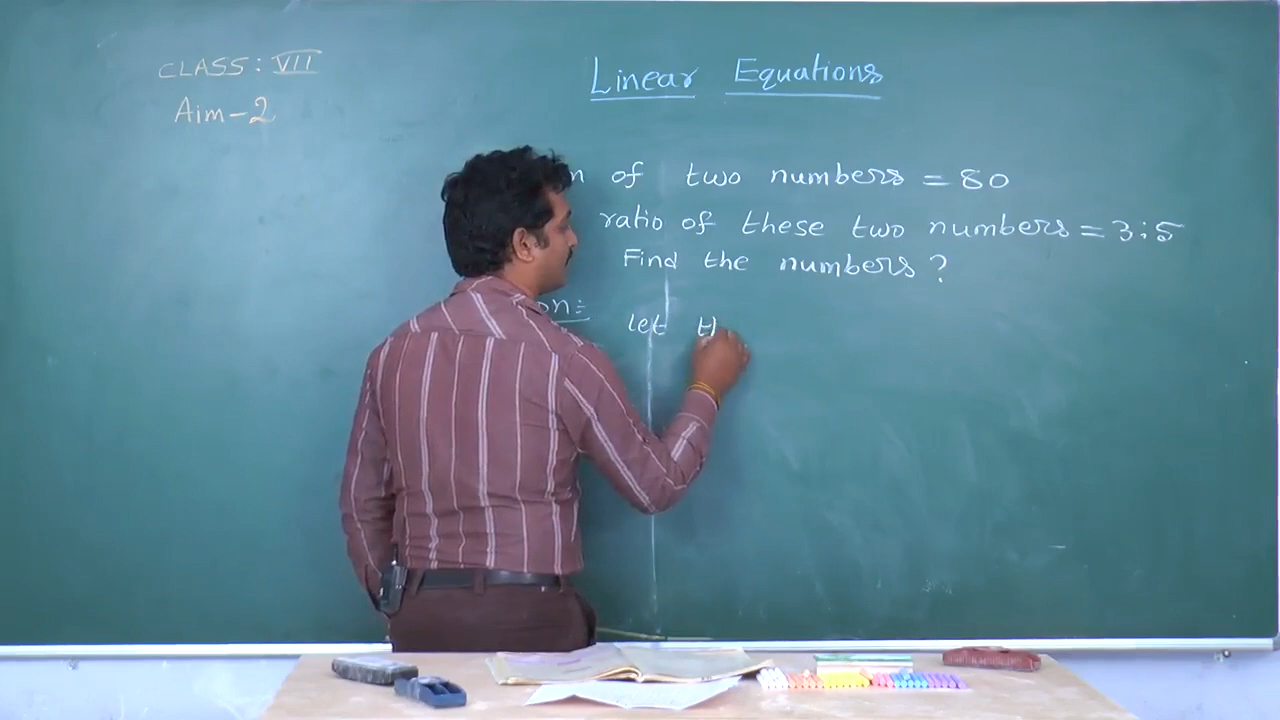 CLASS: VII
Aim-2
Linear Equations
of two numbers = 80
ratio of these two numbers = 3:5
Find the numbers?
let